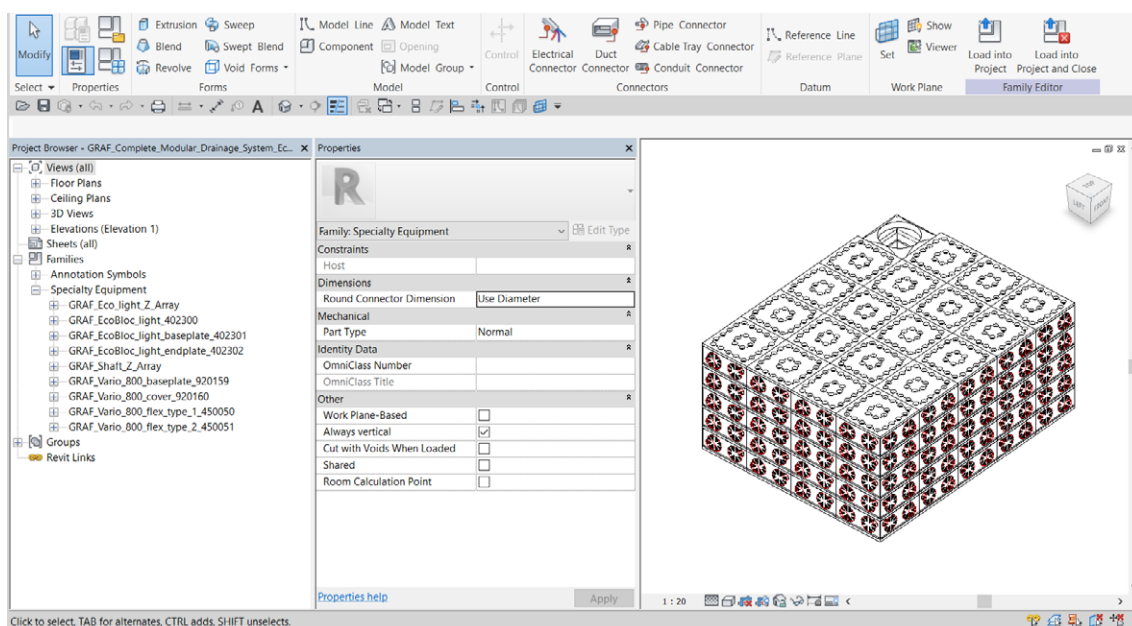 Extrusion Sweep Model Line Model Text Pipe Connector Reference Line Show
Blend Swept Blend Component Opening Cable Tray Connector Reference Plane Viewer
Modify Revolve Void Forms Model Group Control Electrical Connector Duct Connector Conduit Connector Set Load into Project Load into Project and Close
Select Properties Forms Model Control Connectors Datum Work Plane Family Editor
A
Project Browser - GRAF_Complete_Modular_Drainage_System_Ec... X
Views (all)
Floor Plans
Ceiling Plans
3D Views
Elevations (Elevation 1)
Sheets (all)
Families
Annotation Symbols
Specialty Equipment
GRAF_Eco_light_Z_Array
GRAF_EcoBloc_light_402300
GRAF_EcoBloc_light_baseplate_402301
GRAF_EcoBloc_light_endplate_402302
GRAF_Shaft_Z_Array
GRAF_Vario_800_baseplate_920159
GRAF_Vario_800_cover_920160
GRAF_Vario_800_flex_type_1_450050
GRAF_Vario_800_flex_type_2_450051
Groups
Revit Links
Properties X
R
Family: Specialty Equipment Edit Type
Constraints
Host
Dimensions
Round Connector Dimension Use Diameter
Mechanical
Part Type Normal
Identity Data
OmniClass Number
OmniClass Title
Other
Work Plane-Based
Always vertical
Cut with Voids When Loaded
Shared
Room Calculation Point
Properties help Apply
TOP
LEFT FRONT
1 : 20
Click to select, TAB for alternates, CTRL adds, SHIFT unselects.